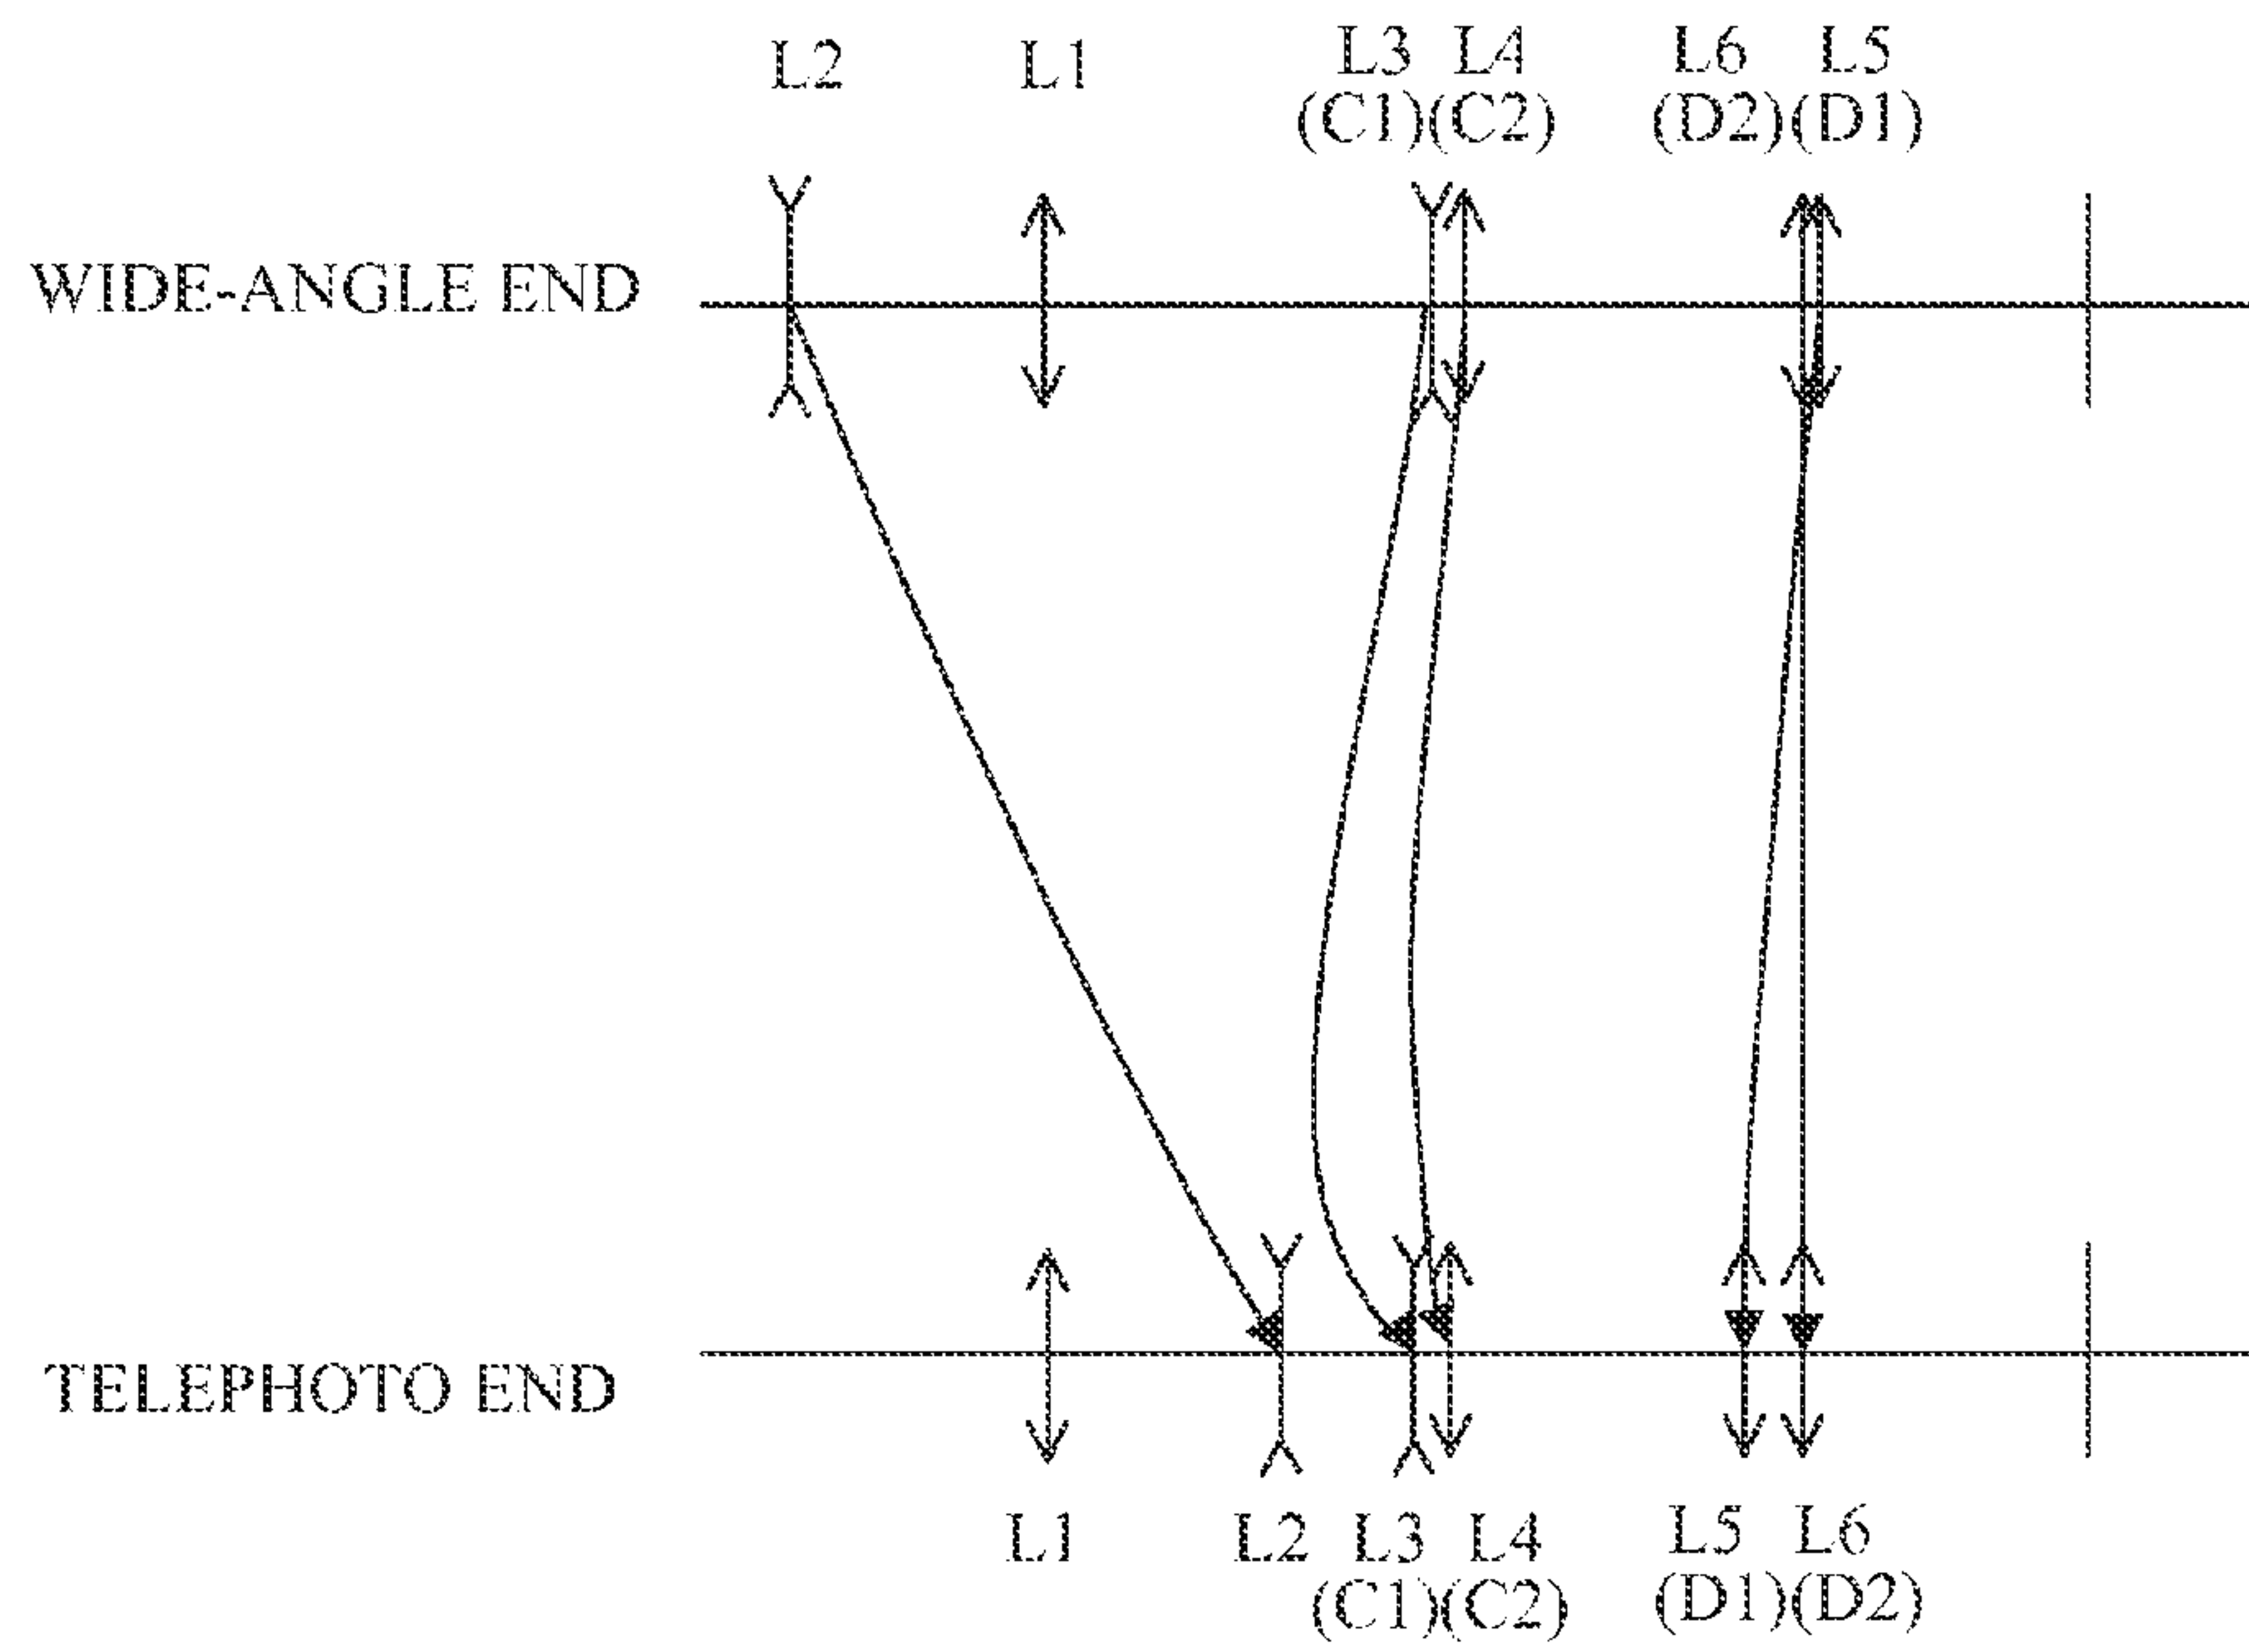 L2 L1 L3 L4 L6 L5
(C1)(C2) (D2)(D1)
WIDE-ANGLE END
TELEPHOTO END
L1 L2 L3 L4 L5 L6
(C1)(C2) (D1)(D2)